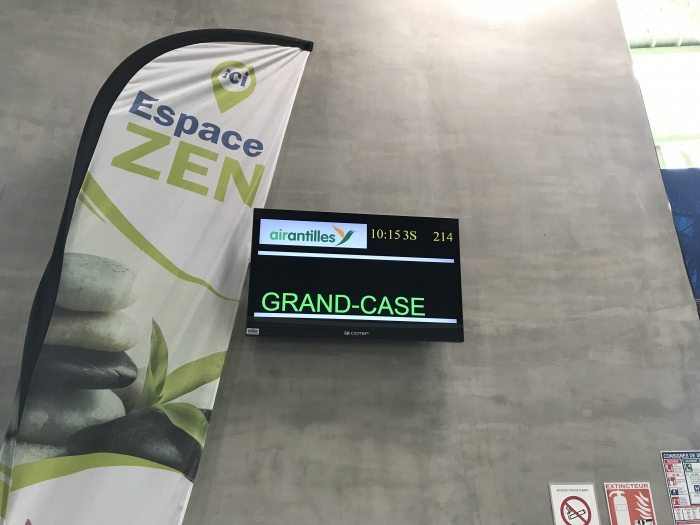 ici
Espace
ZEN
airantilles 10:15 3S 214
GRAND-CASE
EXTINCTEUR